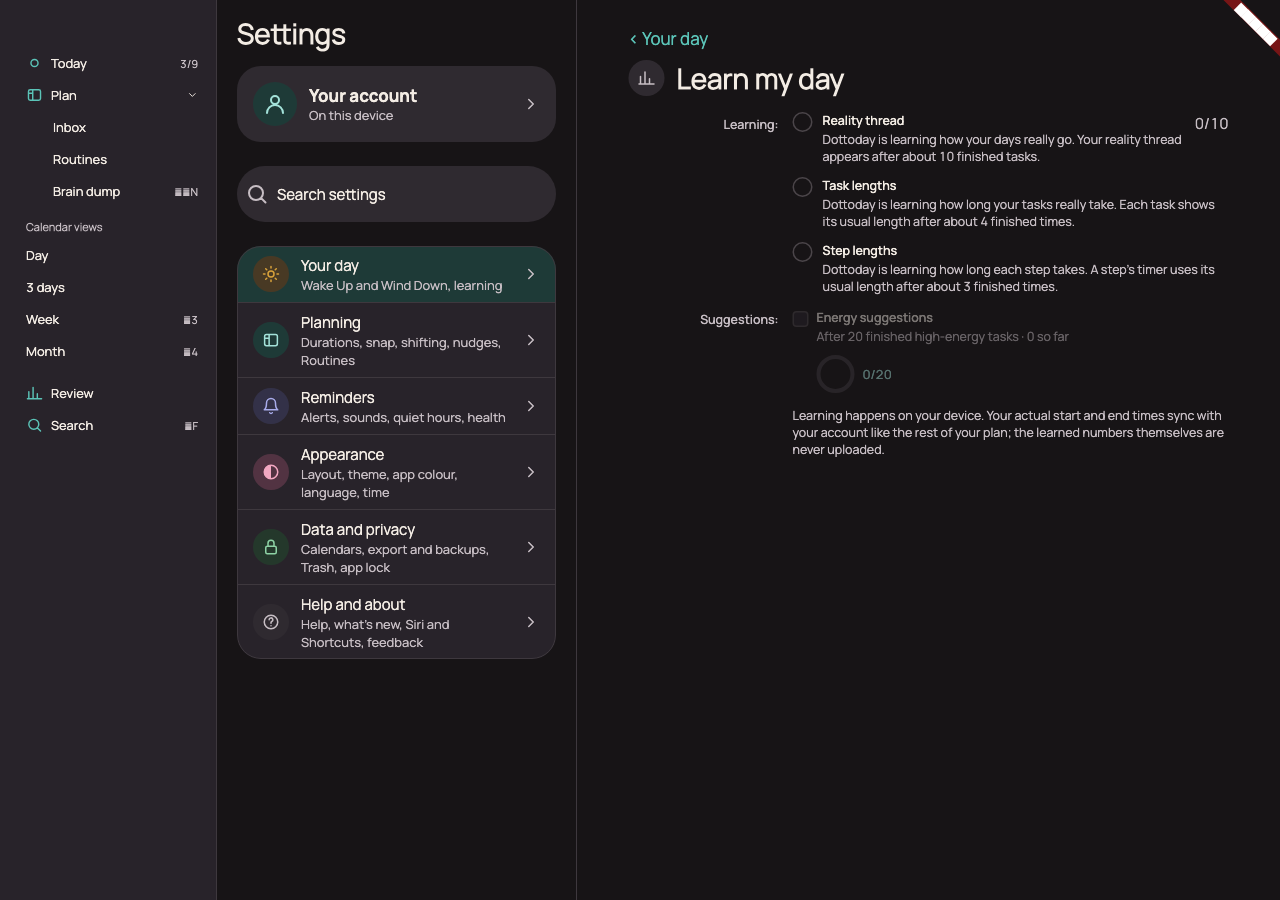 Today 3/9
Plan
Inbox
Routines
Brain dump N
Calendar views
Day
3 days
Week 3
Month 4
Review
Search F
Settings
Your account
On this device
Search settings
Your day
Wake Up and Wind Down, learning
Planning
Durations, snap, shifting, nudges,
Routines
Reminders
Alerts, sounds, quiet hours, health
Appearance
Layout, theme, app colour,
language, time
Data and privacy
Calendars, export and backups,
Trash, app lock
Help and about
Help, what's new, Siri and
Shortcuts, feedback
‹ Your day
Learn my day
Learning:
Reality thread 0/10
Dottoday is learning how your days really go. Your reality thread
appears after about 10 finished tasks.
Task lengths
Dottoday is learning how long your tasks really take. Each task shows
its usual length after about 4 finished times.
Step lengths
Dottoday is learning how long each step takes. A step's timer uses its
usual length after about 3 finished times.
Suggestions:
Energy suggestions
After 20 finished high-energy tasks · 0 so far
0/20
Learning happens on your device. Your actual start and end times sync with
your account like the rest of your plan; the learned numbers themselves are
never uploaded.